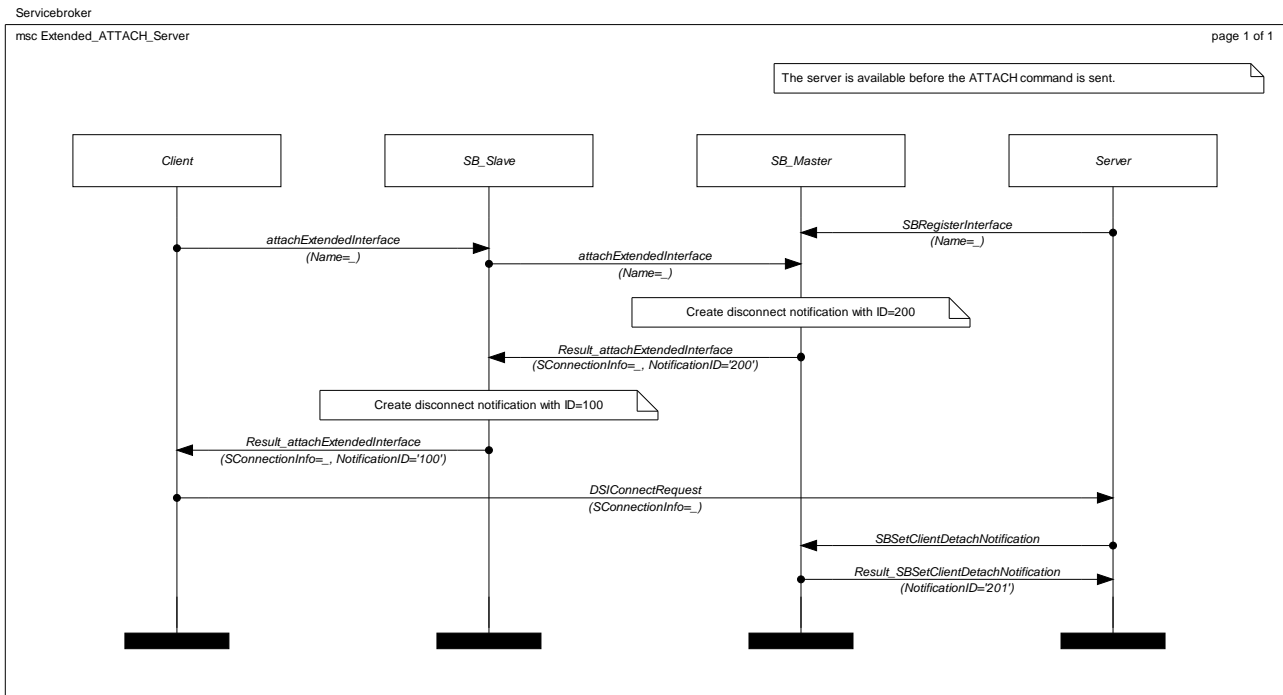 Servicebroker
msc Extended_ATTACH_Server
page 1 of 1
The server is available before the ATTACH command is sent.
Client
SB_Slave
SB_Master
Server
SBRegisterInterface
(Name=_)
attachExtendedInterface
(Name=_)
attachExtendedInterface
(Name=_)
Create disconnect notification with ID=200
Result_attachExtendedInterface
(SConnectionInfo=_, NotificationID='200')
Create disconnect notification with ID=100
Result_attachExtendedInterface
(SConnectionInfo=_, NotificationID='100')
DSIConnectRequest
(SConnectionInfo=_)
SBSetClientDetachNotification
Result_SBSetClientDetachNotification
(NotificationID='201')